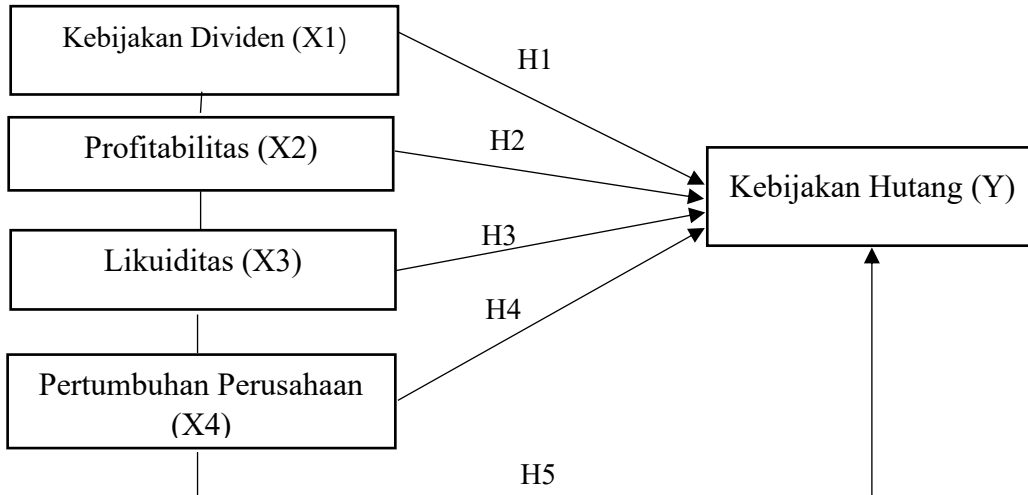 Kebijakan Dividen (X1)
H1
Profitabilitas (X2)
H2
Kebijakan Hutang (Y)
Likuiditas (X3)
H3
H4
Pertumbuhan Perusahaan
(X4)
H5